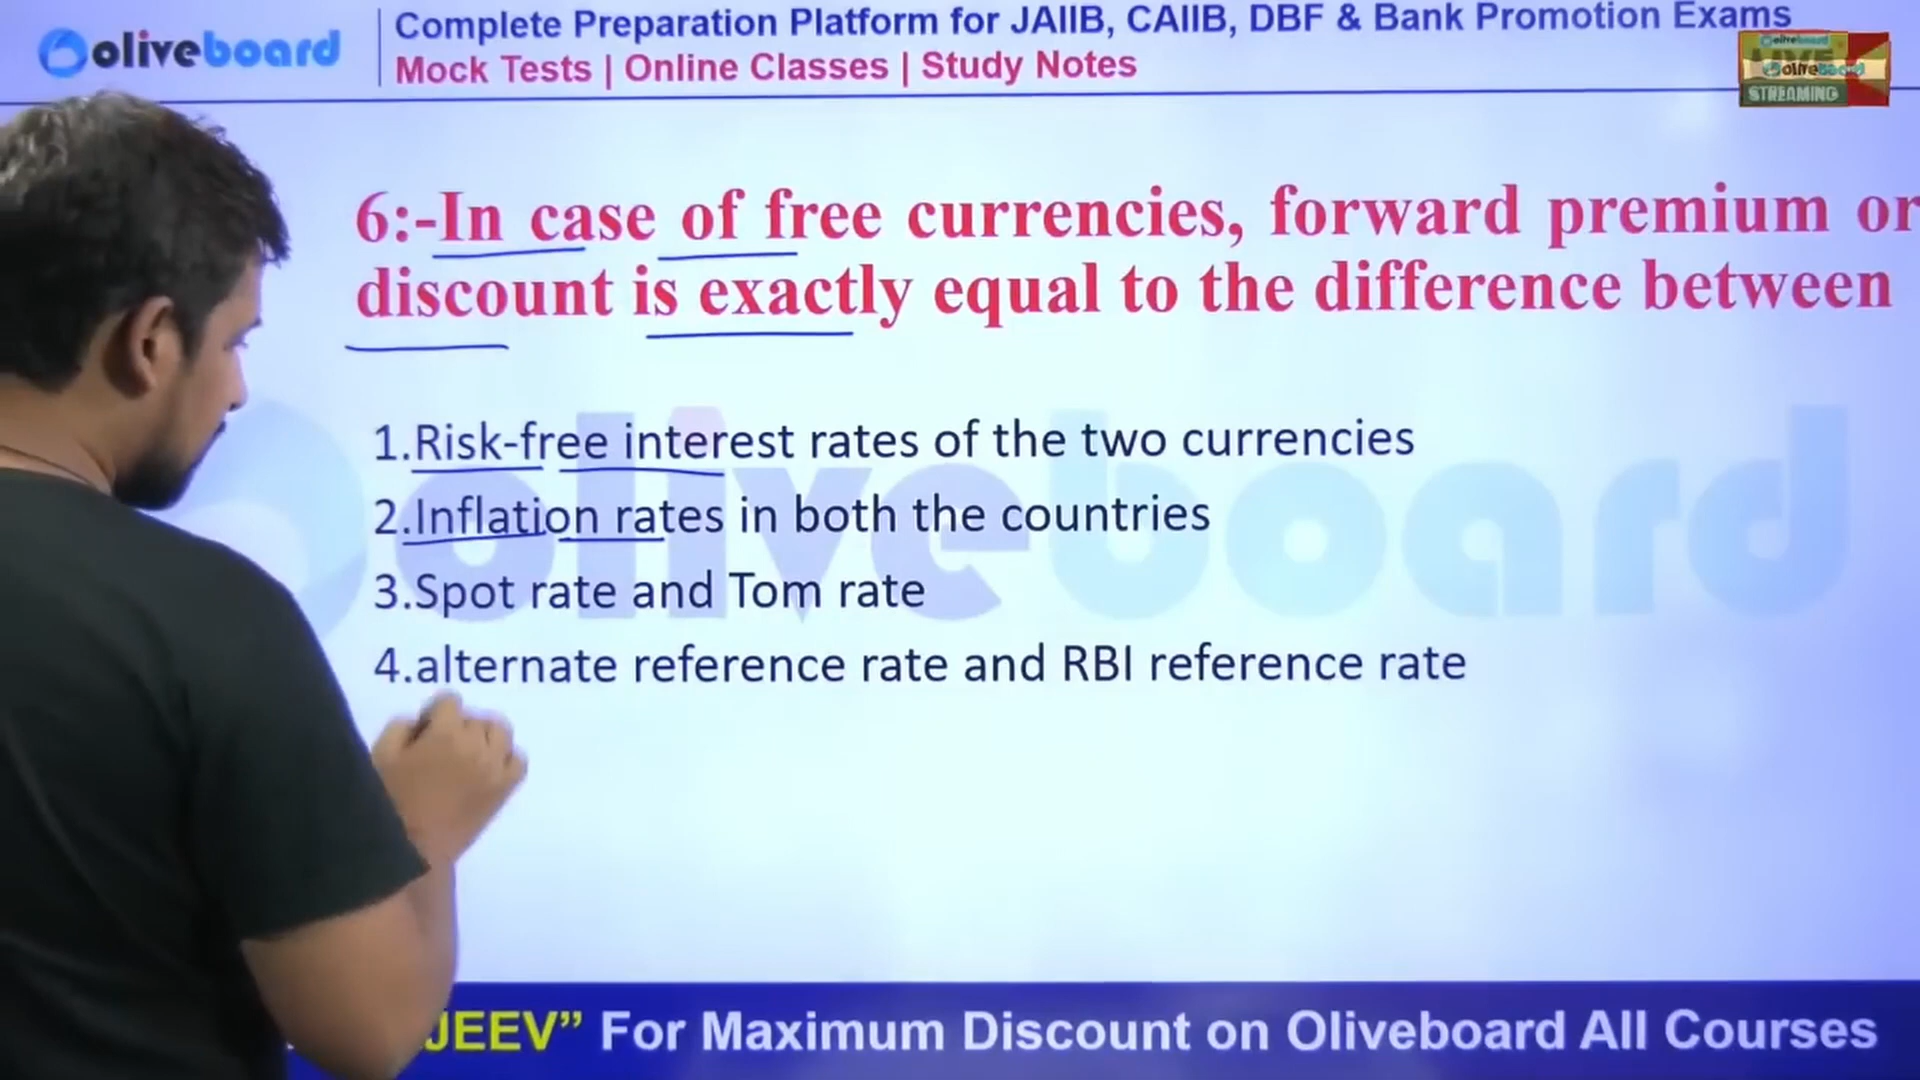 oliveboard
Complete Preparation Platform for JAIIB, CAIIB, DBF & Bank Promotion Exams
Mock Tests | Online Classes | Study Notes
oliveboard
oliveboard
STREAMING
6:-In case of free currencies, forward premium or
discount is exactly equal to the difference between
1.Risk-free interest rates of the two currencies
2.Inflation rates in both the countries
3.Spot rate and Tom rate
4.alternate reference rate and RBI reference rate
oliveboard
JEEV” For Maximum Discount on Oliveboard All Courses